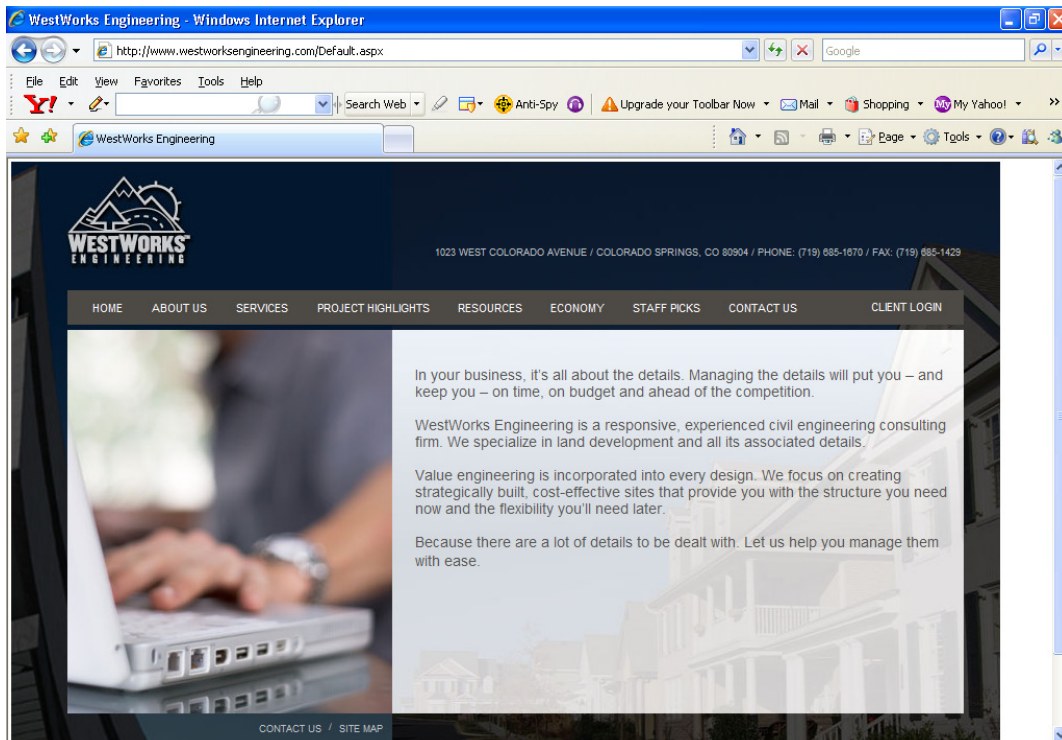 WestWorks Engineering - Windows Internet Explorer
http://www.westworksengineering.com/Default.aspx
Google
File Edit View Favorites Tools Help
Y! Search Web Anti-Spy Upgrade your Toolbar Now Mail Shopping My My Yahoo! »
WestWorks Engineering
Page Tools
WESTWORKS
ENGINEERING
1023 WEST COLORADO AVENUE / COLORADO SPRINGS, CO 80904 / PHONE: (719) 685-1670 / FAX: (719) 685-1429
HOME ABOUT US SERVICES PROJECT HIGHLIGHTS RESOURCES ECONOMY STAFF PICKS CONTACT US CLIENT LOGIN
In your business, it's all about the details. Managing the details will put you – and
keep you – on time, on budget and ahead of the competition.
WestWorks Engineering is a responsive, experienced civil engineering consulting
firm. We specialize in land development and all its associated details.
Value engineering is incorporated into every design. We focus on creating
strategically built, cost-effective sites that provide you with the structure you need
now and the flexibility you'll need later.
Because there are a lot of details to be dealt with. Let us help you manage them
with ease.
CONTACT US / SITE MAP